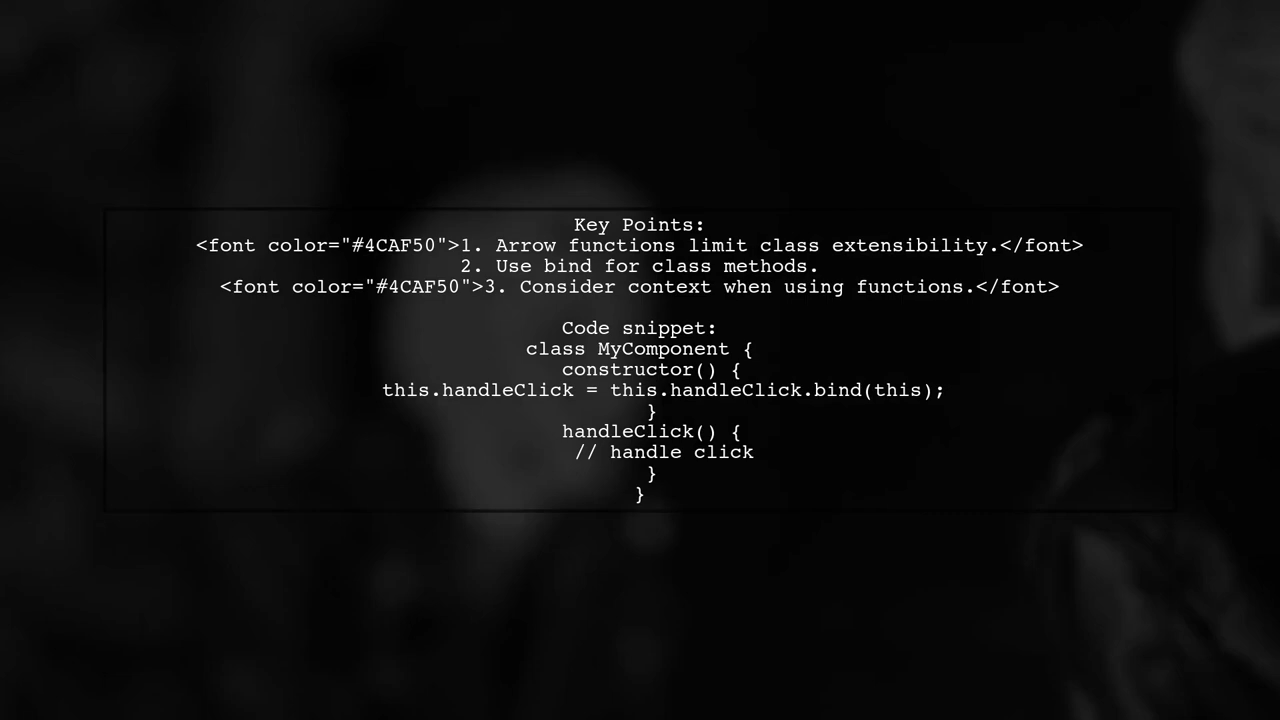 Key Points:
<font color="#4CAF50">1. Arrow functions limit class extensibility.</font>
2. Use bind for class methods.
<font color="#4CAF50">3. Consider context when using functions.</font>
Code snippet:
class MyComponent {
constructor() {
this.handleClick = this.handleClick.bind(this);
}
handleClick() {
// handle click
}
}